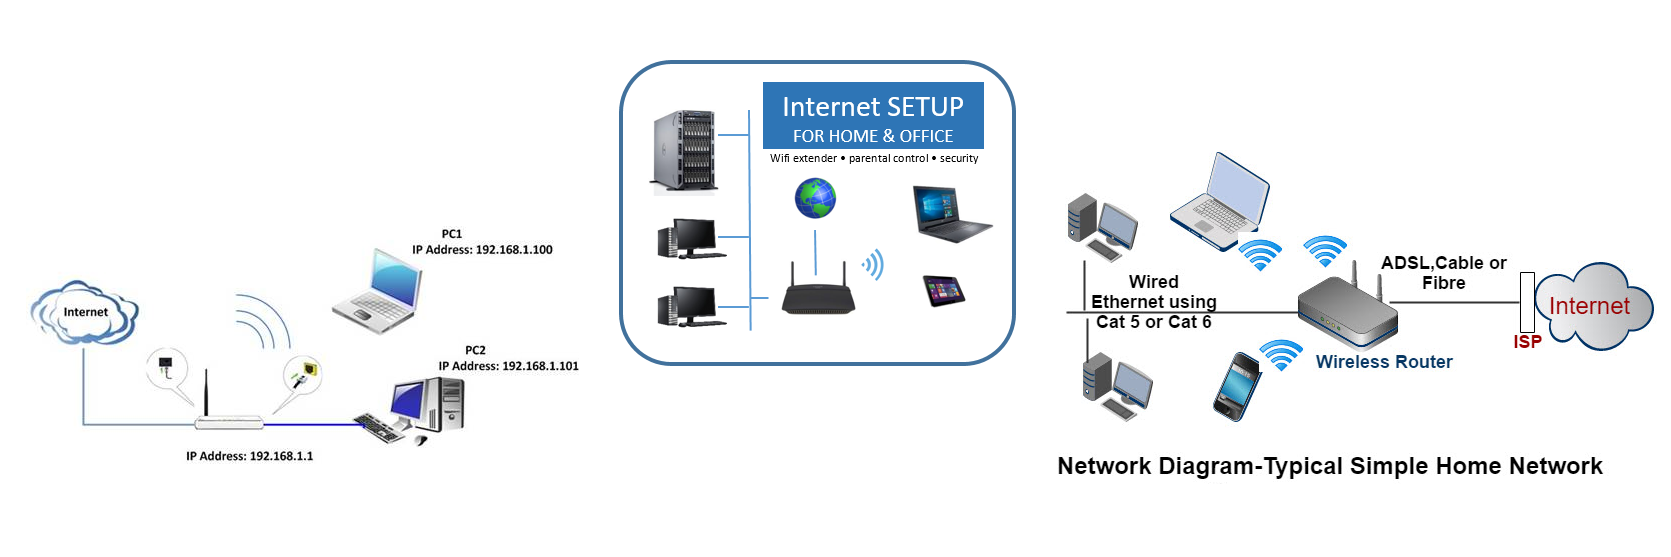 PC1
IP Address: 192.168.1.100
Internet
PC2
IP Address: 192.168.1.101
IP Address: 192.168.1.1
Internet SETUP
FOR HOME & OFFICE
Wifi extender • parental control • security
Wired
Ethernet using
Cat 5 or Cat 6
ADSL,Cable or
Fibre
Internet
ISP
Wireless Router
Network Diagram-Typical Simple Home Network